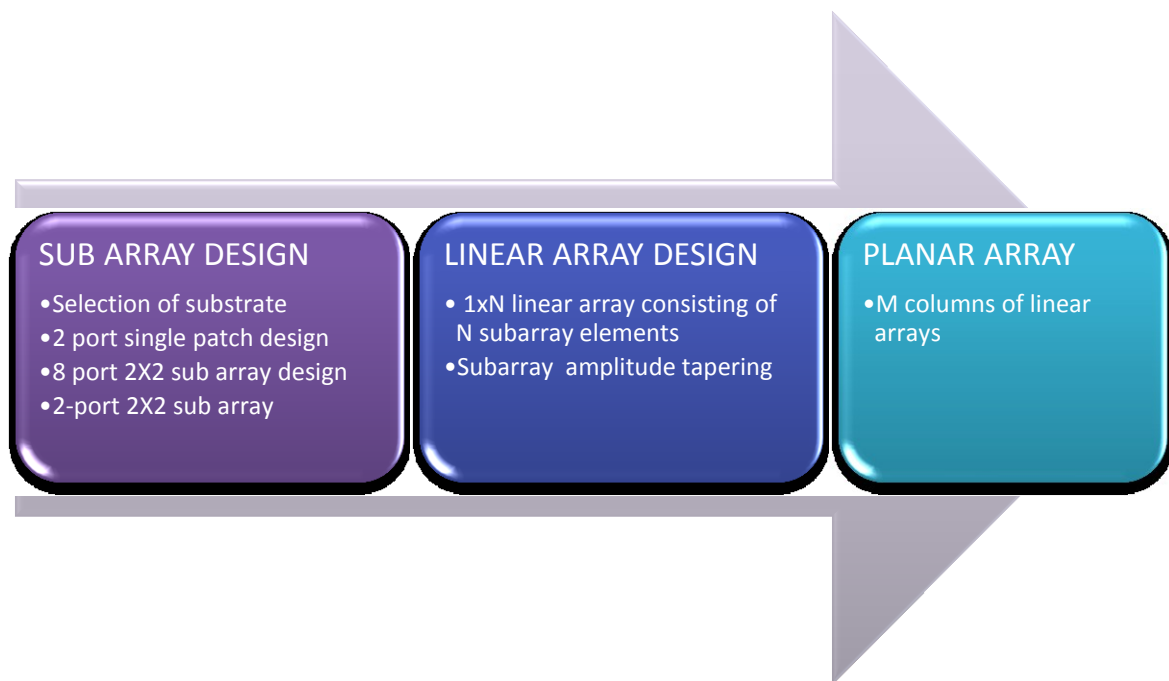 SUB ARRAY DESIGN
•Selection of substrate
•2 port single patch design
•8 port 2X2 sub array design
•2-port 2X2 sub array
LINEAR ARRAY DESIGN
• 1xN linear array consisting of
N subarray elements
•Subarray amplitude tapering
PLANAR ARRAY
•M columns of linear
arrays